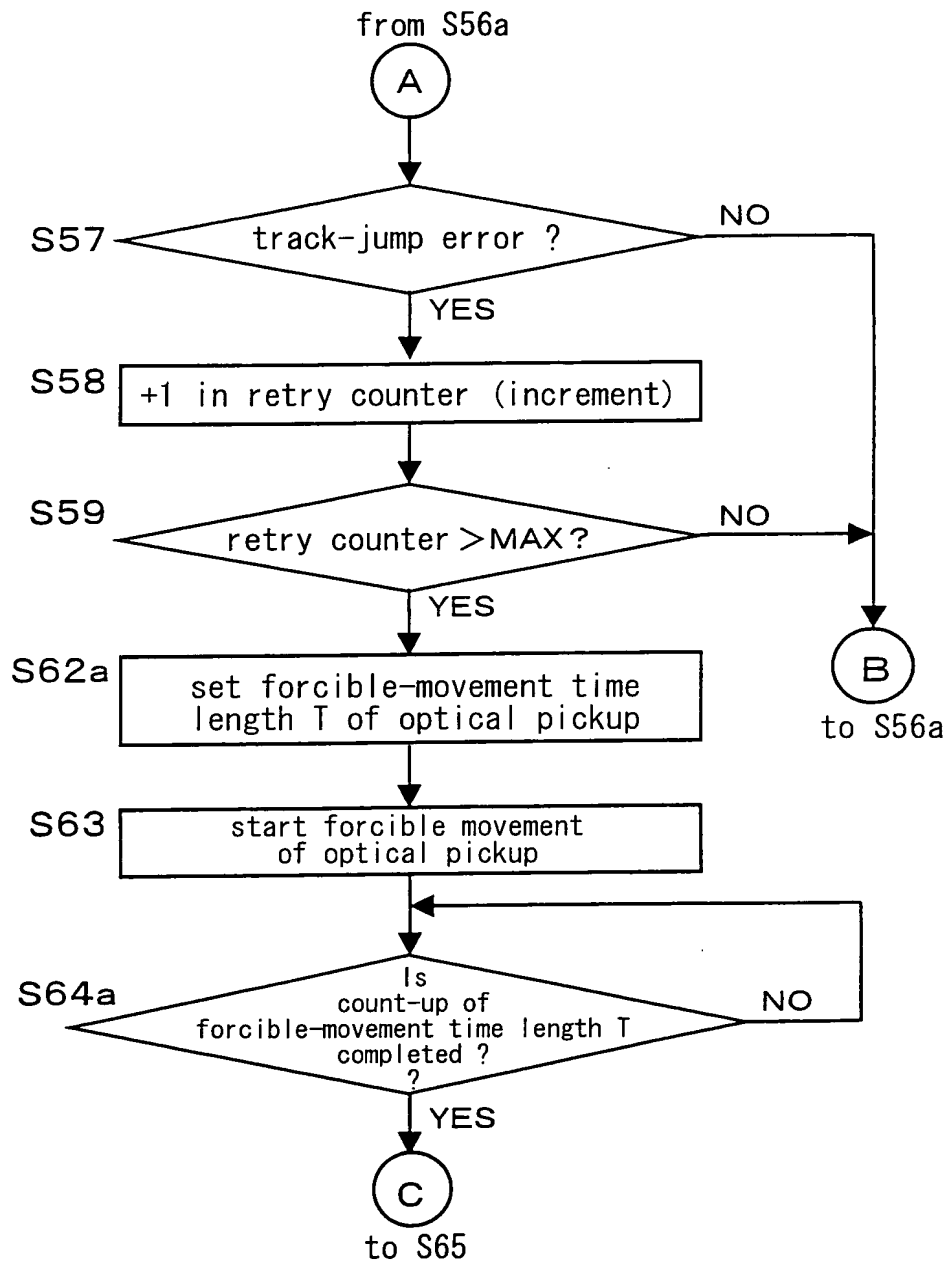 from S56a
A
S57
track-jump error ?
NO
YES
S58
+1 in retry counter (increment)
S59
retry counter >MAX?
NO
YES
B
to S56a
S62a
set forcible-movement time
length T of optical pickup
S63
start forcible movement
of optical pickup
S64a
Is
count-up of
forcible-movement time length T
completed ?
?
NO
YES
C
to S65